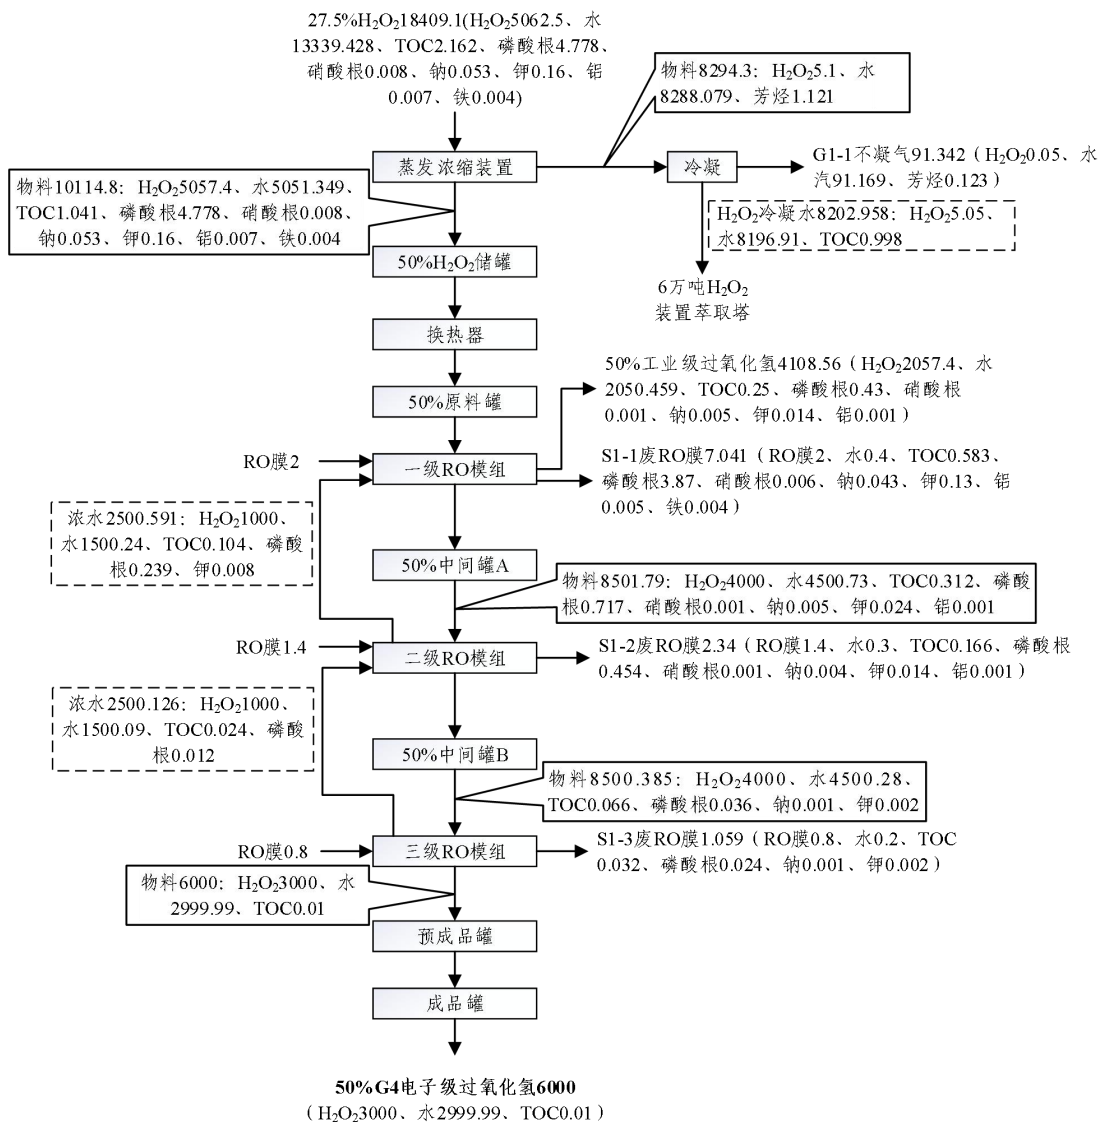 27.5%H₂O₂18409.1(H₂O₂5062.5、水
13339.428、TOC2.162、磷酸根4.778、
硝酸根0.008、钠0.053、钾0.16、铝
0.007、铁0.004)
物料8294.3：H₂O₂5.1、水
8288.079、芳烃1.121
蒸发浓缩装置
冷凝
G1-1不凝气91.342（H₂O₂0.05、水
汽91.169、芳烃0.123）
物料10114.8：H₂O₂5057.4、水5051.349、
TOC1.041、磷酸根4.778、硝酸根0.008、
钠0.053、钾0.16、铝0.007、铁0.004
H₂O₂冷凝水8202.958：H₂O₂5.05、
水8196.91、TOC0.998
50%H₂O₂储罐
6万吨H₂O₂
装置萃取塔
换热器
50%工业级过氧化氢4108.56（H₂O₂2057.4、水
2050.459、TOC0.25、磷酸根0.43、硝酸根
0.001、钠0.005、钾0.014、铝0.001）
50%原料罐
RO膜2
一级RO模组
S1-1废RO膜7.041（RO膜2、水0.4、TOC0.583、
磷酸根3.87、硝酸根0.006、钠0.043、钾0.13、铝
0.005、铁0.004）
浓水2500.591：H₂O₂1000、
水1500.24、TOC0.104、磷酸
根0.239、钾0.008
50%中间罐A
物料8501.79：H₂O₂4000、水4500.73、TOC0.312、磷酸
根0.717、硝酸根0.001、钠0.005、钾0.024、铝0.001
RO膜1.4
二级RO模组
S1-2废RO膜2.34（RO膜1.4、水0.3、TOC0.166、磷酸根
0.454、硝酸根0.001、钠0.004、钾0.014、铝0.001）
浓水2500.126：H₂O₂1000、
水1500.09、TOC0.024、磷酸
根0.012
50%中间罐B
物料8500.385：H₂O₂4000、水4500.28、
TOC0.066、磷酸根0.036、钠0.001、钾0.002
RO膜0.8
三级RO模组
S1-3废RO膜1.059（RO膜0.8、水0.2、TOC
0.032、磷酸根0.024、钠0.001、钾0.002）
物料6000：H₂O₂3000、水
2999.99、TOC0.01
预成品罐
成品罐
50%G4电子级过氧化氢6000
（H₂O₂3000、水2999.99、TOC0.01）